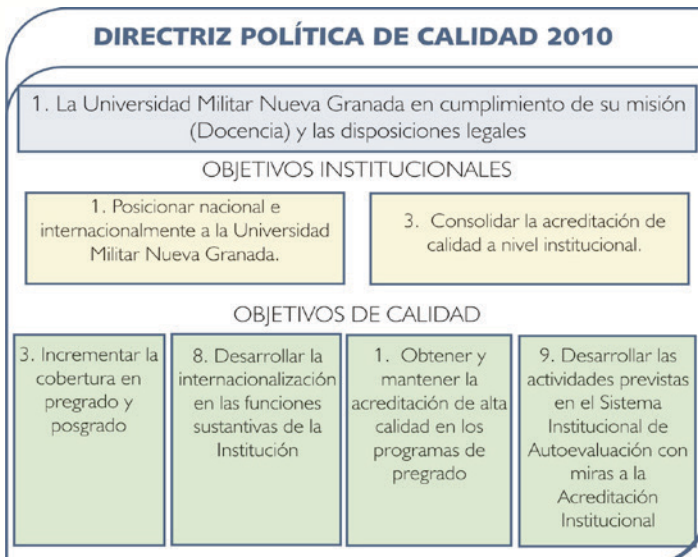 DIRECTRIZ POLÍTICA DE CALIDAD 2010
1. La Universidad Militar Nueva Granada en cumplimiento de su misión
(Docencia) y las disposiciones legales
OBJETIVOS INSTITUCIONALES
1. Posicionar nacional e
internacionalmente a la Universidad
Militar Nueva Granada.
3. Consolidar la acreditación de
calidad a nivel institucional.
OBJETIVOS DE CALIDAD
3. Incrementar la
cobertura en
pregrado y
posgrado
8. Desarrollar la
internacionalización
en las funciones
sustantivas de la
Institución
1. Obtener y
mantener la
acreditación de alta
calidad en los
programas de
pregrado
9. Desarrollar las
actividades previstas
en el Sistema
Institucional de
Autoevaluación con
miras a la
Acreditación
Institucional